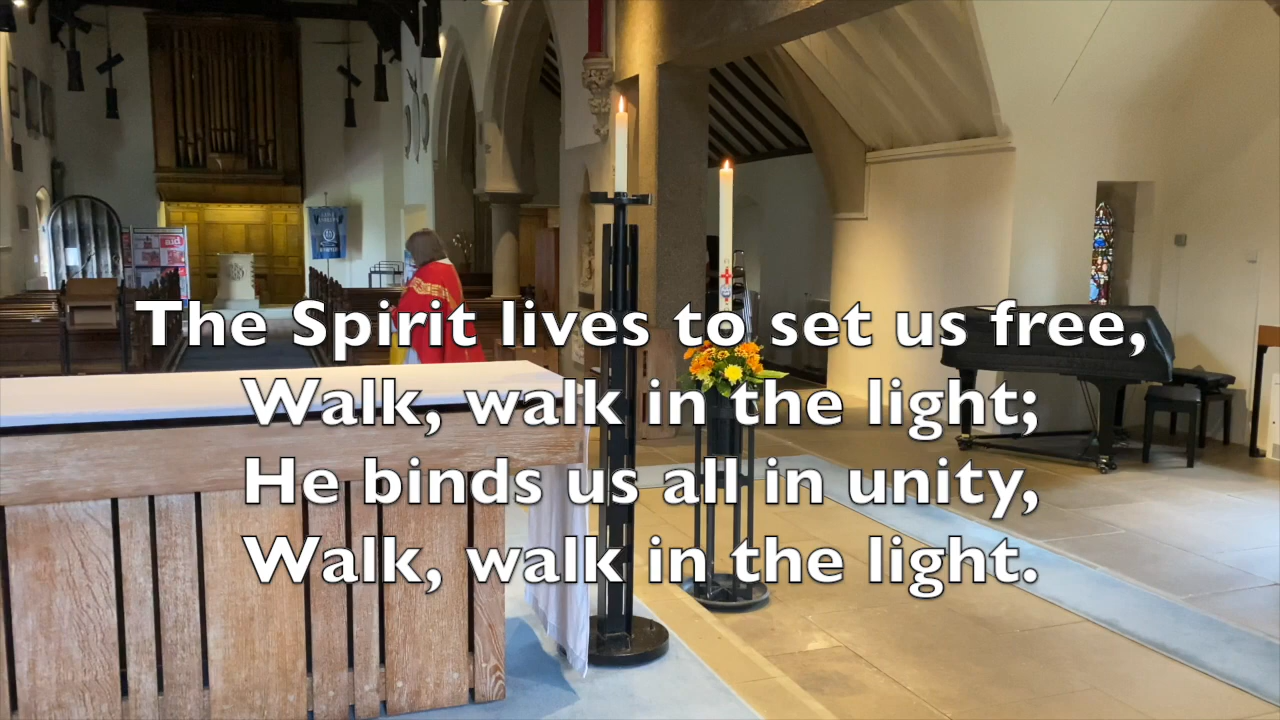 The Spirit lives to set us free,
Walk, walk in the light;
He binds us all in unity,
Walk, walk in the light.